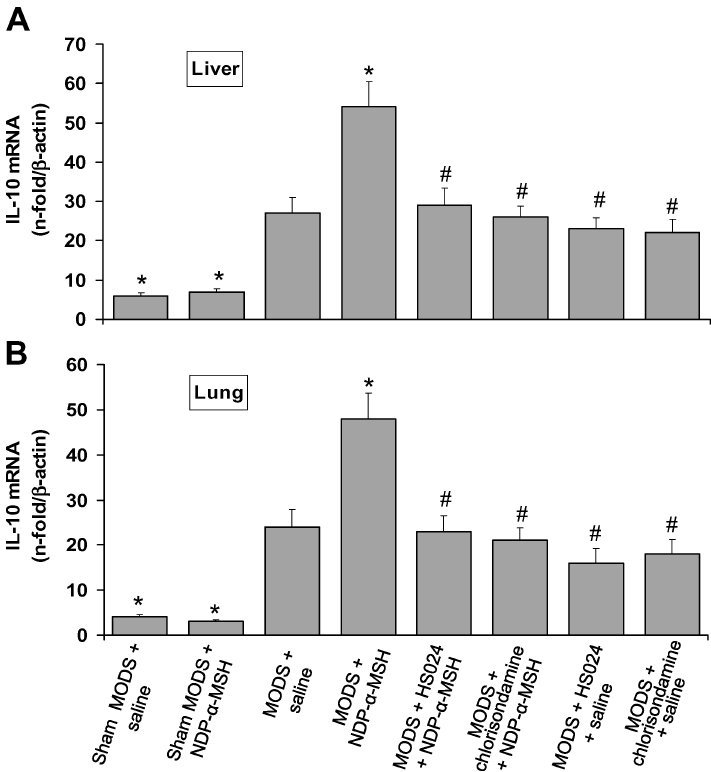 A
70
60
50
40
30
20
10
0
IL-10 mRNA
(n-fold/β-actin)
Liver
*
*
*
#
#
#
#
B
60
50
40
30
20
10
0
IL-10 mRNA
(n-fold/β-actin)
Lung
*
*
*
#
#
#
#
Sham MODS +
saline
Sham MODS +
NDP-α-MSH
MODS +
saline
MODS +
NDP-α-MSH
MODS + HS024
+ NDP-α-MSH
MODS +
chlorisondamine
+ NDP-α-MSH
MODS + HS024
+ saline
MODS +
chlorisondamine
+ saline